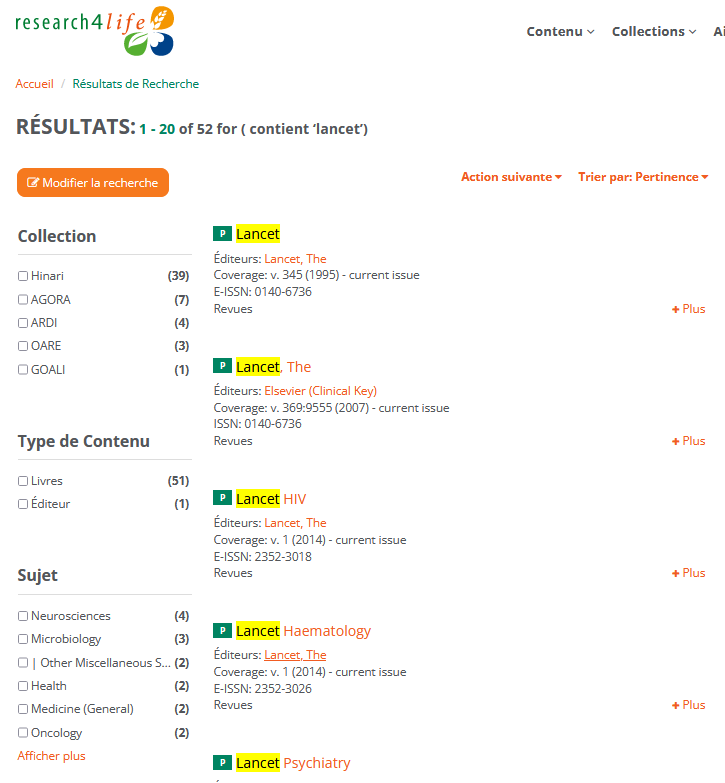 research4life
Contenu
Collections
Ai
Accueil / Résultats de Recherche
RÉSULTATS: 1 - 20 of 52 for ( contient ‘lancet’)
Modifier la recherche
Action suivante
Trier par: Pertinence
Collection
Hinari (39)
AGORA (7)
ARDI (4)
OARE (3)
GOALI (1)
Type de Contenu
Livres (51)
Éditeur (1)
Sujet
Neurosciences (4)
Microbiology (3)
| Other Miscellaneous S... (2)
Health (2)
Medicine (General) (2)
Oncology (2)
Afficher plus
P Lancet
Éditeurs: Lancet, The
Coverage: v. 345 (1995) - current issue
E-ISSN: 0140-6736
Revues
+ Plus
P Lancet, The
Éditeurs: Elsevier (Clinical Key)
Coverage: v. 369:9555 (2007) - current issue
ISSN: 0140-6736
Revues
+ Plus
P Lancet HIV
Éditeurs: Lancet, The
Coverage: v. 1 (2014) - current issue
E-ISSN: 2352-3018
Revues
+ Plus
P Lancet Haematology
Éditeurs: Lancet, The
Coverage: v. 1 (2014) - current issue
E-ISSN: 2352-3026
Revues
+ Plus
P Lancet Psychiatry